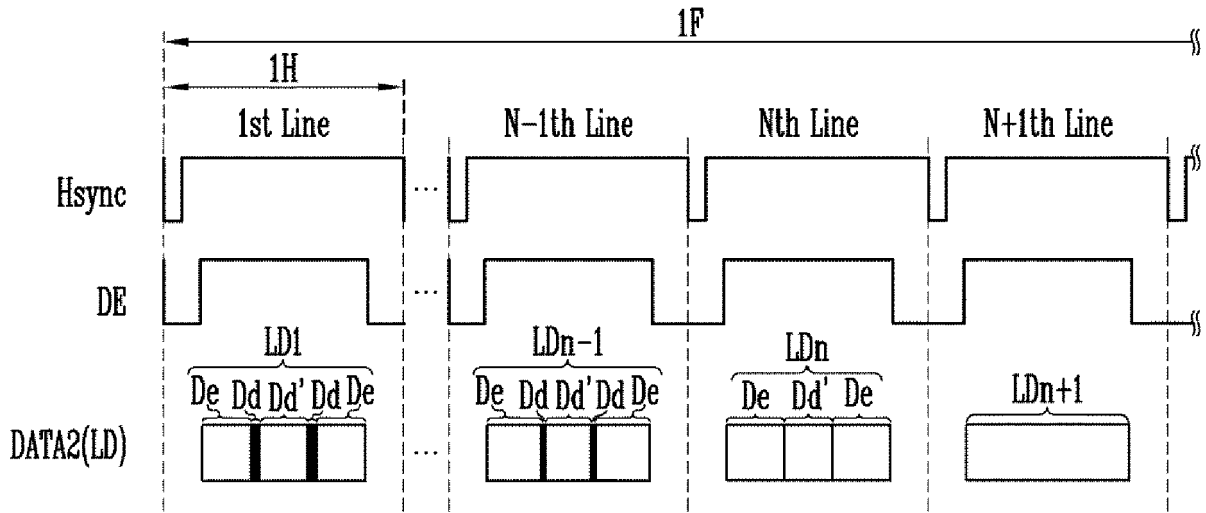 1F
1H
1st Line N-1th Line Nth Line N+1th Line
Hsync ...
DE ...
LD1 LDn-1 LDn LDn+1
De Dd Dd' Dd De De Dd Dd' Dd De De Dd' De
DATA2(LD) ...